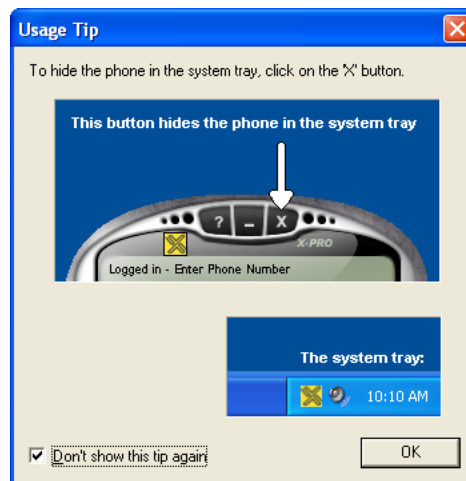 Usage Tip
To hide the phone in the system tray, click on the 'X' button.
This button hides the phone in the system tray
? – X
X-PRO
Logged in - Enter Phone Number
The system tray:
10:10 AM
Don't show this tip again
OK